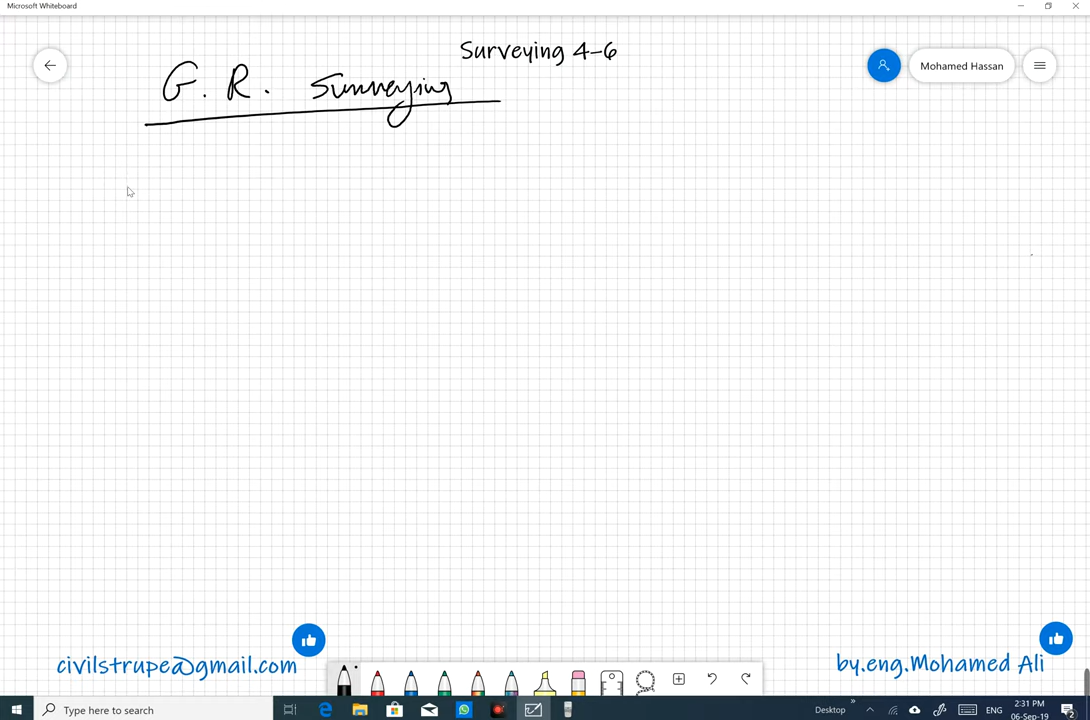 Microsoft Whiteboard
Surveying 4-6
G. R. Surveying
Mohamed Hassan
civilstrupe@gmail.com
by.eng.Mohamed Ali
Type here to search
Desktop
ENG
2:31 PM
06-Sep-19
2